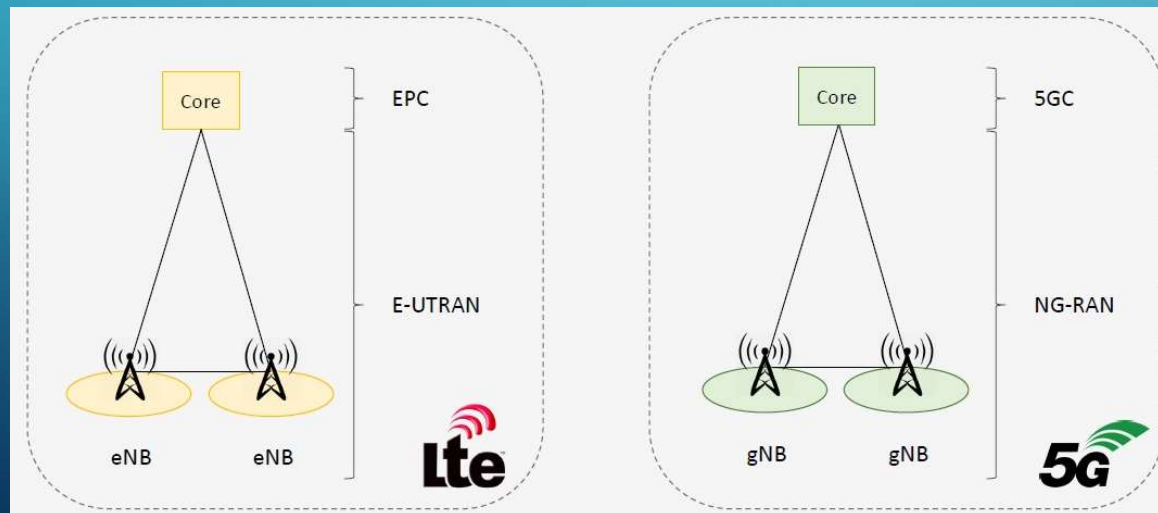 Core
EPC
E-UTRAN
eNB
eNB
Lte
Core
5GC
NG-RAN
gNB
gNB
5G